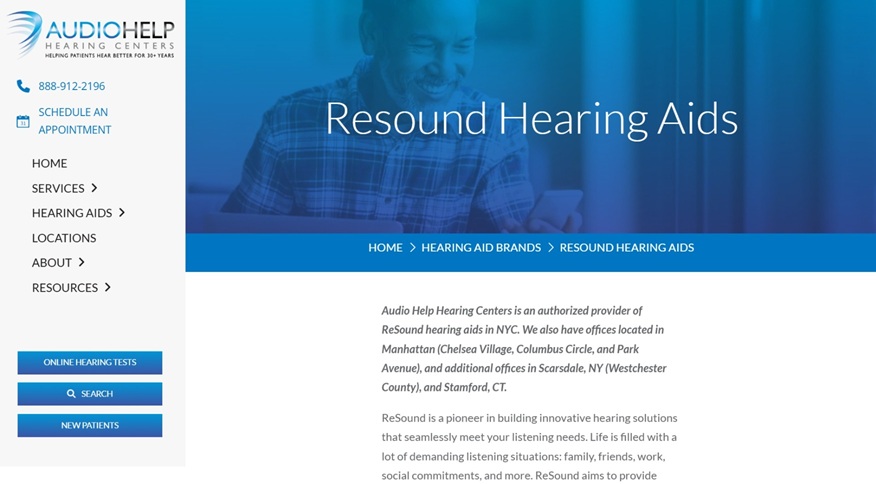 AUDIOHELP
HEARING CENTERS
HELPING PATIENTS HEAR BETTER FOR 30+ YEARS
888-912-2196
SCHEDULE AN
APPOINTMENT
HOME
SERVICES
HEARING AIDS
LOCATIONS
ABOUT
RESOURCES
ONLINE HEARING TESTS
SEARCH
NEW PATIENTS
Resound Hearing Aids
HOME > HEARING AID BRANDS > RESOUND HEARING AIDS
Audio Help Hearing Centers is an authorized provider of
ReSound hearing aids in NYC. We also have offices located in
Manhattan (Chelsea Village, Columbus Circle, and Park
Avenue), and additional offices in Scarsdale, NY (Westchester
County), and Stamford, CT.
ReSound is a pioneer in building innovative hearing solutions
that seamlessly meet your listening needs. Life is filled with a
lot of demanding listening situations: family, friends, work,
social commitments, and more. ReSound aims to provide